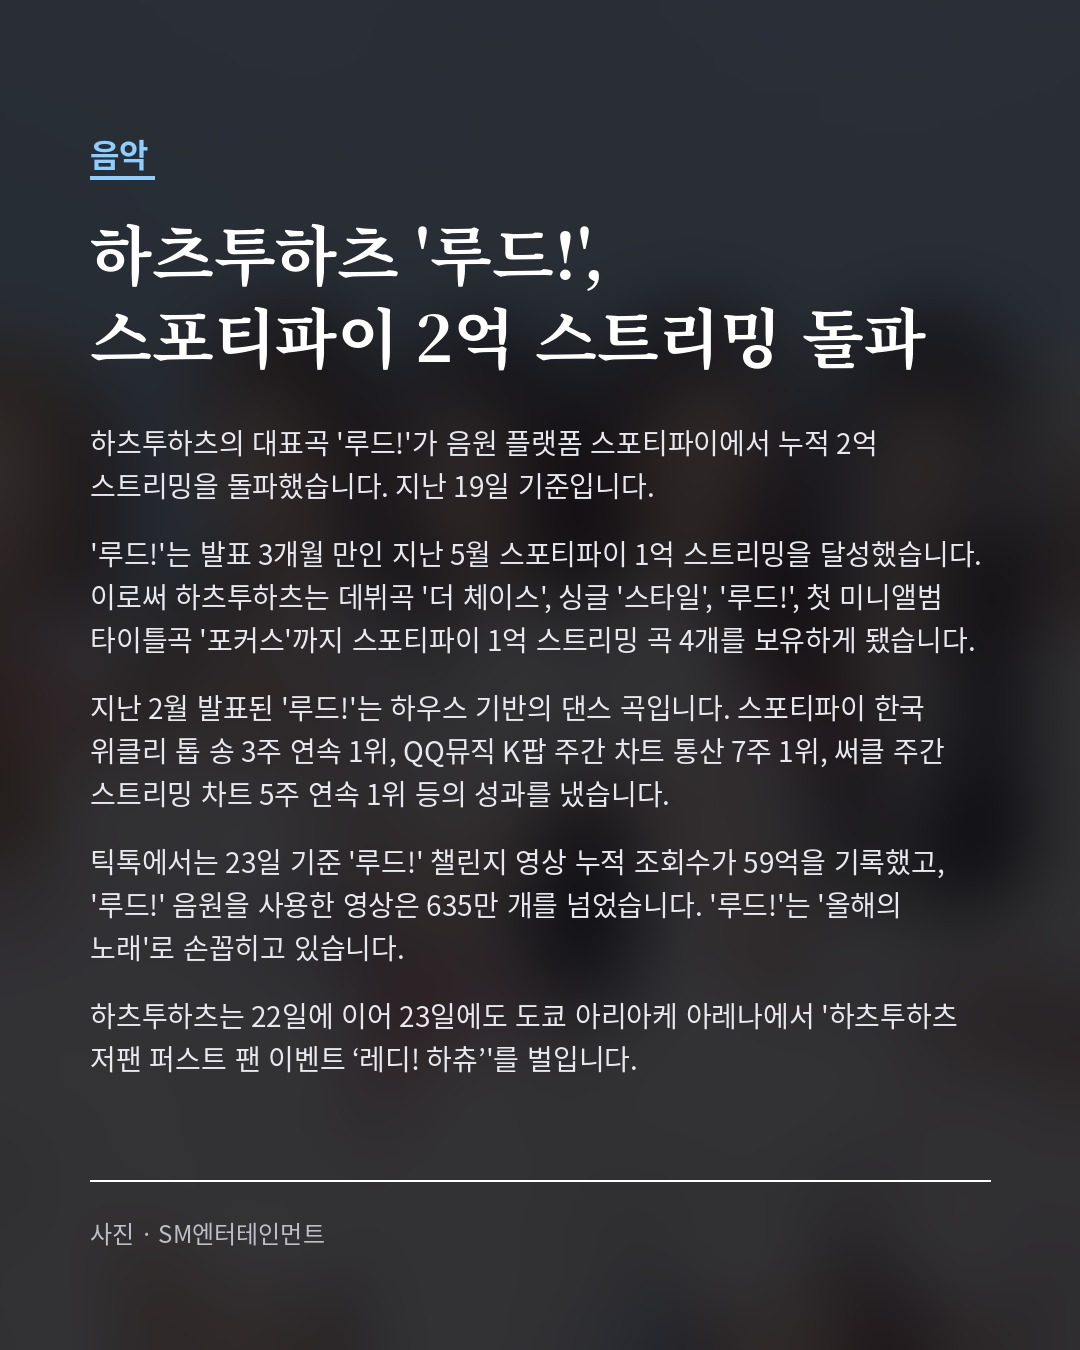 음악
하츠투하츠 '루드!',
스포티파이 2억 스트리밍 돌파
하츠투하츠의 대표곡 '루드!'가 음원 플랫폼 스포티파이에서 누적 2억
스트리밍을 돌파했습니다. 지난 19일 기준입니다.
'루드!'는 발표 3개월 만인 지난 5월 스포티파이 1억 스트리밍을 달성했습니다.
이로써 하츠투하츠는 데뷔곡 '더 체이스', 싱글 '스타일', '루드!', 첫 미니앨범
타이틀곡 '포커스'까지 스포티파이 1억 스트리밍 곡 4개를 보유하게 됐습니다.
지난 2월 발표된 '루드!'는 하우스 기반의 댄스 곡입니다. 스포티파이 한국
위클리 톱 송 3주 연속 1위, QQ뮤직 K팝 주간 차트 통산 7주 1위, 써클 주간
스트리밍 차트 5주 연속 1위 등의 성과를 냈습니다.
틱톡에서는 23일 기준 '루드!' 챌린지 영상 누적 조회수가 59억을 기록했고,
'루드!' 음원을 사용한 영상은 635만 개를 넘었습니다. '루드!'는 '올해의
노래'로 손꼽히고 있습니다.
하츠투하츠는 22일에 이어 23일에도 도쿄 아리아케 아레나에서 '하츠투하츠
저팬 퍼스트 팬 이벤트 ‘레디! 하츄’'를 벌입니다.
사진 · SM엔터테인먼트